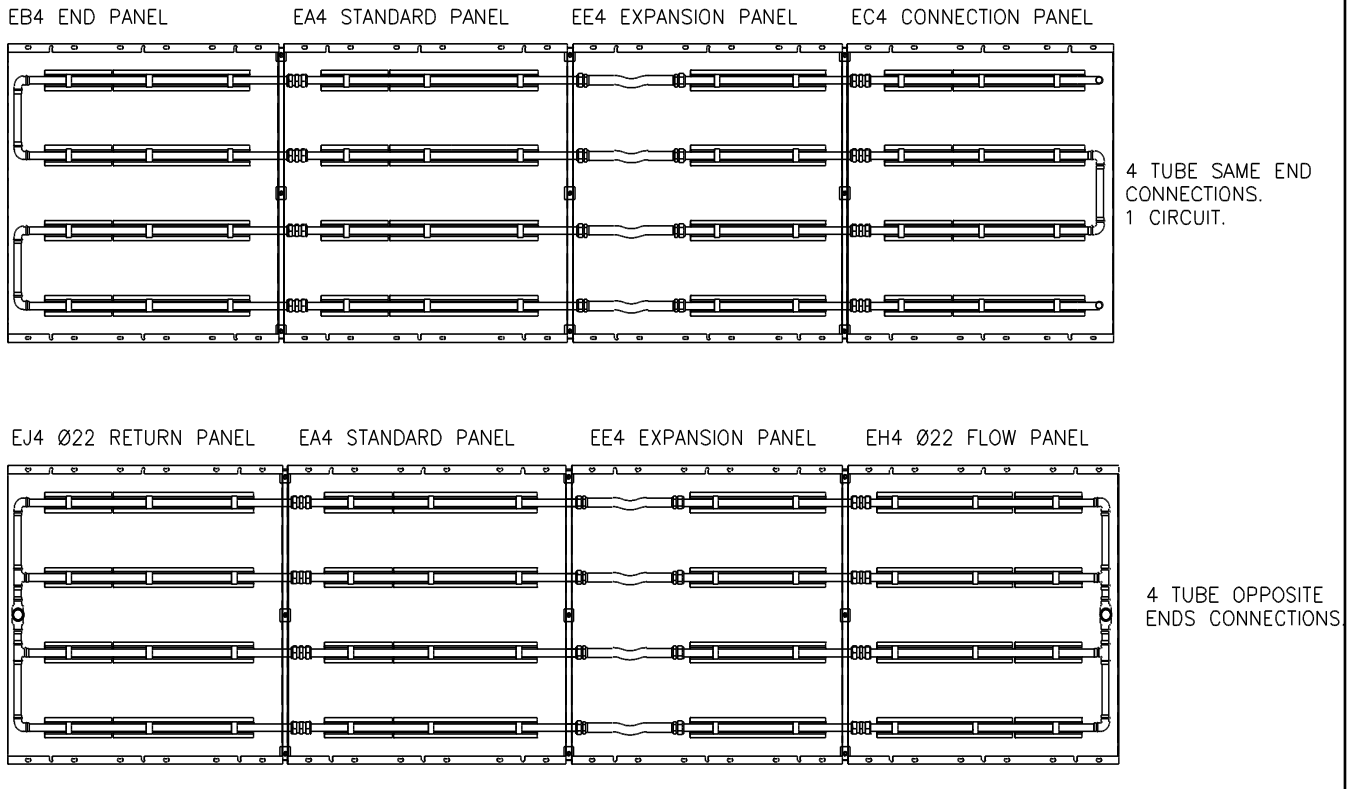 EB4 END PANEL
EA4 STANDARD PANEL
EE4 EXPANSION PANEL
EC4 CONNECTION PANEL
4 TUBE SAME END
CONNECTIONS.
1 CIRCUIT.
EJ4 Ø22 RETURN PANEL
EA4 STANDARD PANEL
EE4 EXPANSION PANEL
EH4 Ø22 FLOW PANEL
4 TUBE OPPOSITE
ENDS CONNECTIONS.